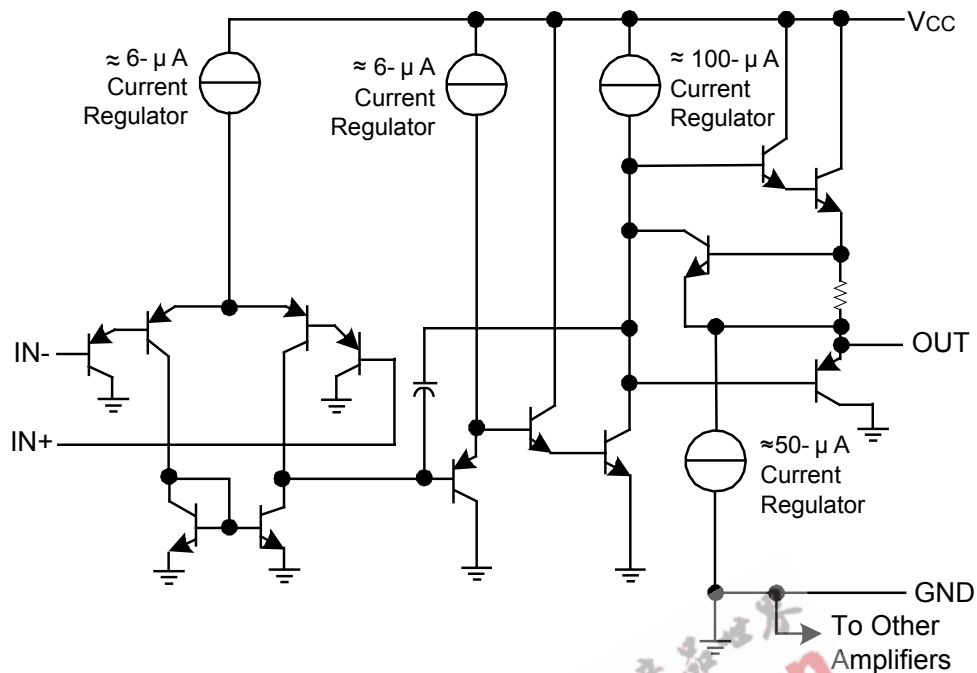 VCC
≈ 6- µ A
Current
Regulator
≈ 6- µ A
Current
Regulator
≈ 100- µ A
Current
Regulator
IN-
OUT
IN+
≈50- µ A
Current
Regulator
GND
To Other
Amplifiers